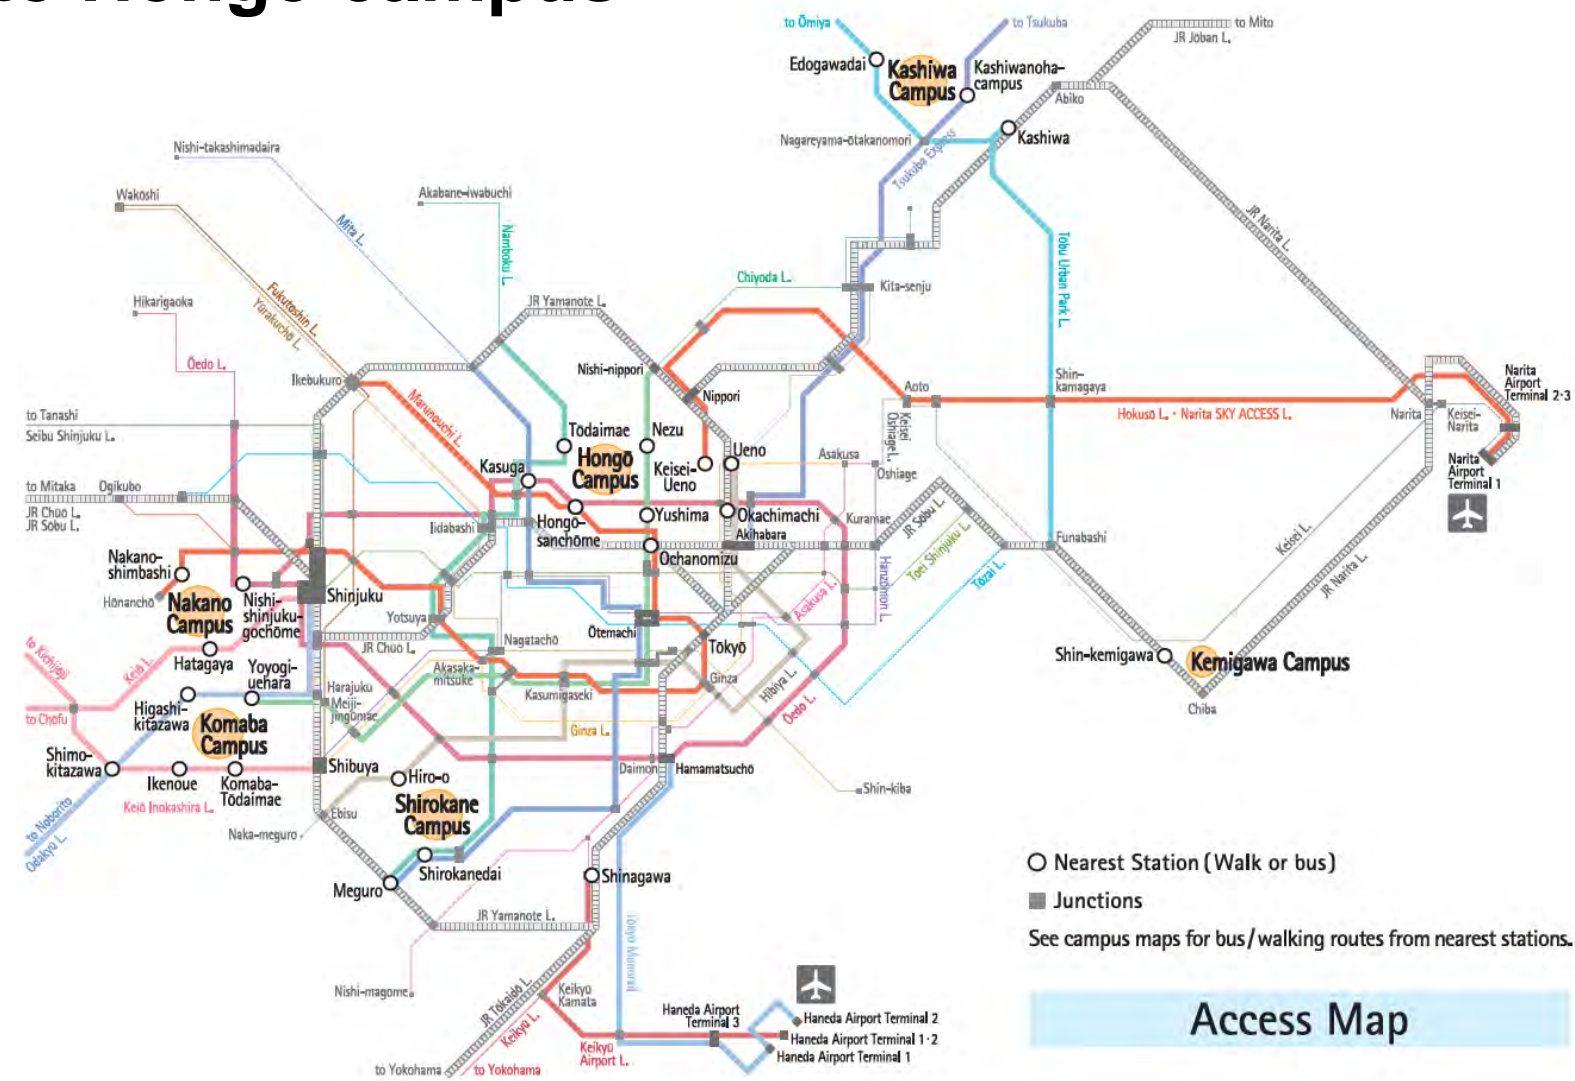 to Ōmiya
to Tsukuba
to Mito
JR Jōban L.
Edogawadai
Kashiwa
Campus
Kashiwanoha-
campus
Abiko
Nagareyama-ōtakanomori
Kashiwa
Tsukuba Express
Nishi-takashimadaira
Wakoshi
Akabane-iwabuchi
Mita L.
Namboku L.
JR Narita L.
Tōbu Urban Park L.
Chiyoda L.
Kita-senju
Hikarigaoka
Fukutoshin L.
Yūrakuchō L.
JR Yamanote L.
Ōedo L.
Ikebukuro
Nishi-nippori
Nippori
Marunouchi L.
Aoto
Shin-
kamagaya
Keisei
Oshiage L.
Hokusō L. · Narita SKY ACCESS L.
Narita
Keisei-
Narita
Narita
Airport
Terminal 2·3
Narita
Airport
Terminal 1
to Tanashi
Seibu Shinjuku L.
Tōdaimae
Nezu
Hongō
Campus
Keisei-
Ueno
Ueno
Asakusa
Oshiage
Kasuga
to Mitaka
Ogikubo
JR Chūō L.
JR Sōbu L.
Iidabashi
Hongō-
sanchōme
Yushima
Okachimachi
Kuramae
Akihabara
Ochanomizu
JR Sōbu L.
Toei Shinjuku L.
Tōzai L.
Funabashi
Keisei L.
JR Narita L.
Nakano-
shimbashi
Hōnanchō
Nakano
Campus
Nishi-
shinjuku-
gochōme
Shinjuku
Hanzōmon L.
Asakusa L.
Yotsuya
Ōtemachi
Tōkyō
JR Chūō L.
Nagatachō
Akasaka-
mitsuke
Kasumigaseki
Ginza
Hibiya L.
Ōedo L.
Ginza L.
Shin-kemigawa
Kemigawa Campus
Chiba
to Kichijōji
Keiō L.
Hatagaya
Yoyogi-
uehara
Higashi-
kitazawa
Harajuku
Meiji-
jingūmae
to Chōfu
Komaba
Campus
Shimo-
kitazawa
Ikenoue
Komaba-
Tōdaimae
Keiō Inokashira L.
Shibuya
to Noborito
Odakyū L.
Hiro-o
Shirokane
Campus
Ebisu
Naka-meguro
Daimon
Hamamatsuchō
Shin-kiba
Shirokanedai
Meguro
Shinagawa
JR Yamanote L.
Nishi-magome
JR Tōkaidō L.
Keikyū L.
Keikyū
Kamata
Tōkyō Monorail
Keikyū
Airport L.
Haneda Airport
Terminal 3
Haneda Airport Terminal 2
Haneda Airport Terminal 1·2
Haneda Airport Terminal 1
to Yokohama
to Yokohama
Nearest Station (Walk or bus)
Junctions
See campus maps for bus/walking routes from nearest stations.
Access Map